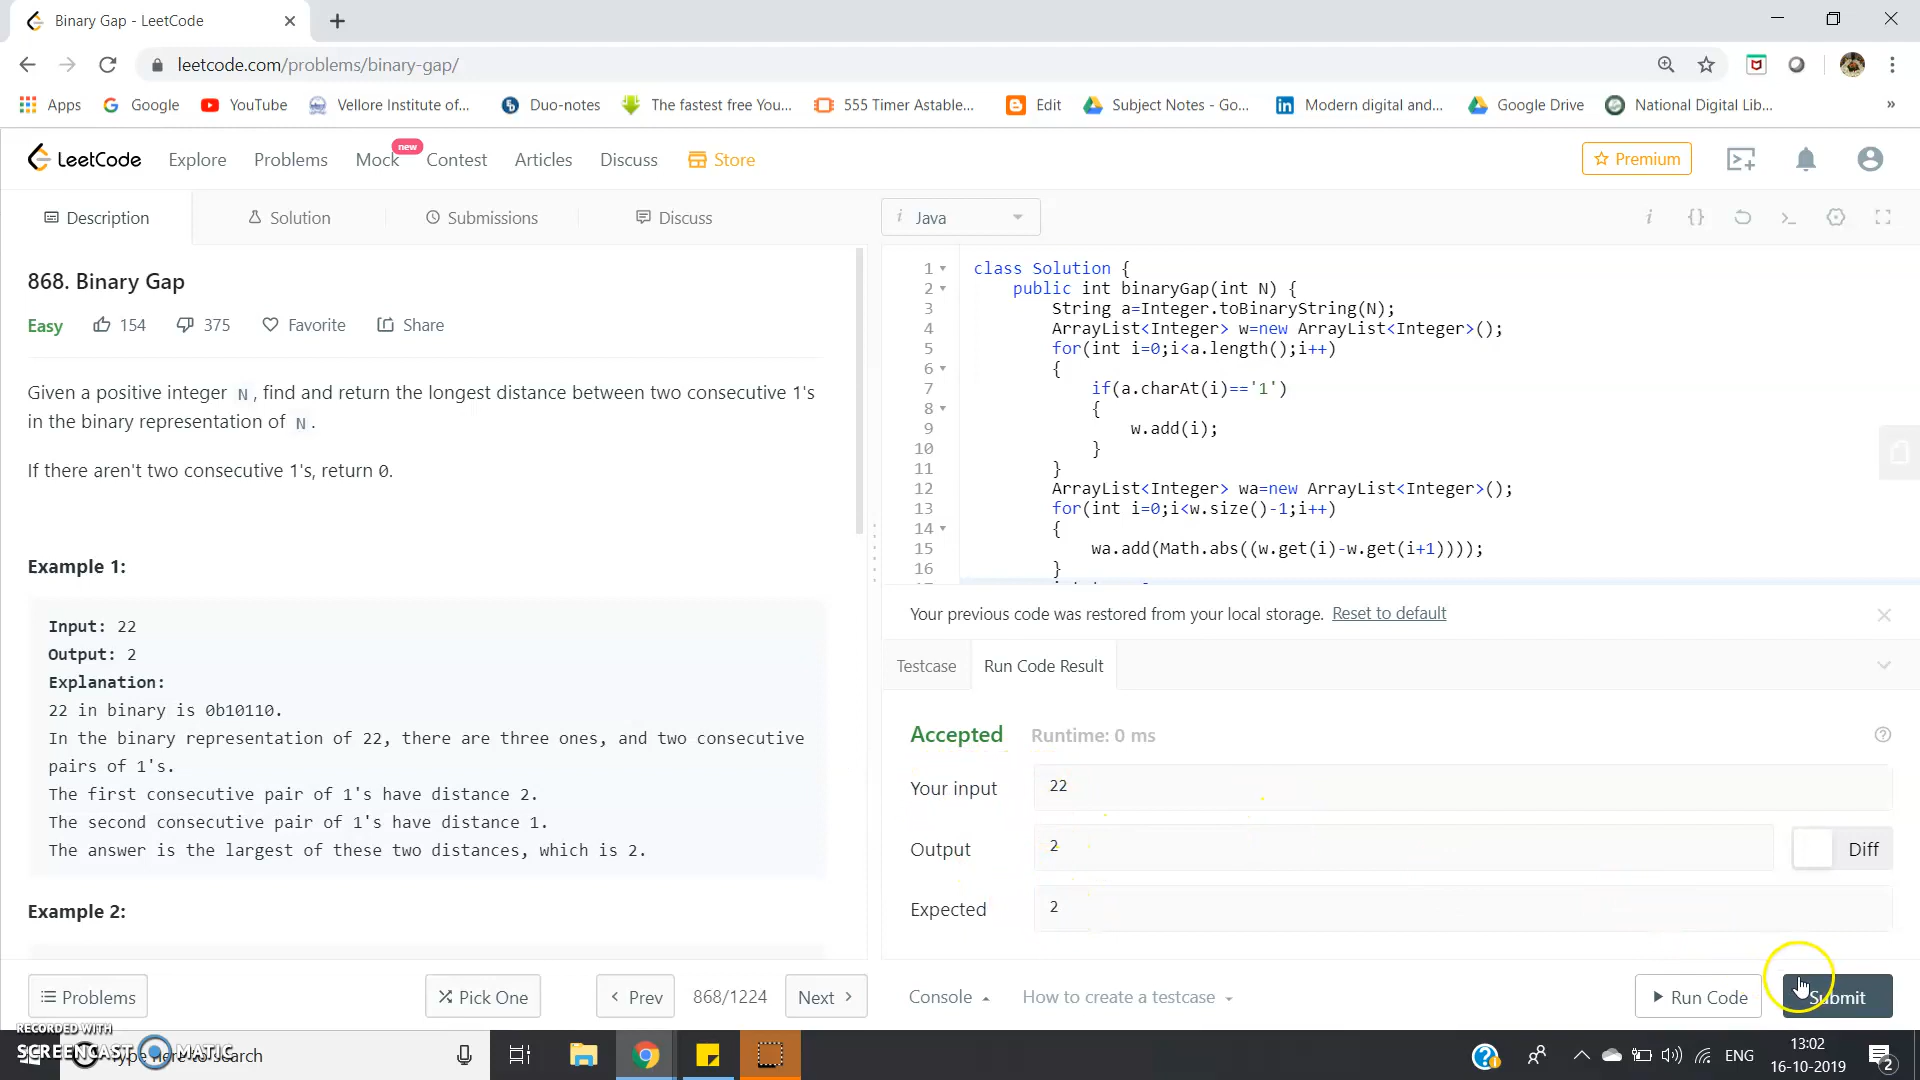 Binary Gap - LeetCode
leetcode.com/problems/binary-gap/
Apps Google YouTube Vellore Institute of... Duo-notes The fastest free You... 555 Timer Astable... Edit Subject Notes - Go... Modern digital and... Google Drive National Digital Lib... »
LeetCode Explore Problems Mock new Contest Articles Discuss Store Premium
Description Solution Submissions Discuss
i Java
868. Binary Gap
Easy 154 375 Favorite Share
Given a positive integer N, find and return the longest distance between two consecutive 1's
in the binary representation of N.
If there aren't two consecutive 1's, return 0.
Example 1:
Input: 22
Output: 2
Explanation:
22 in binary is 0b10110.
In the binary representation of 22, there are three ones, and two consecutive
pairs of 1's.
The first consecutive pair of 1's have distance 2.
The second consecutive pair of 1's have distance 1.
The answer is the largest of these two distances, which is 2.
Example 2:
1 class Solution {
2 public int binaryGap(int N) {
3 String a=Integer.toBinaryString(N);
4 ArrayList<Integer> w=new ArrayList<Integer>();
5 for(int i=0;i<a.length();i++)
6 {
7 if(a.charAt(i)=='1')
8 {
9 w.add(i);
10 }
11 }
12 ArrayList<Integer> wa=new ArrayList<Integer>();
13 for(int i=0;i<w.size()-1;i++)
14 {
15 wa.add(Math.abs((w.get(i)-w.get(i+1))));
16 }
Your previous code was restored from your local storage. Reset to default
Testcase Run Code Result
Accepted Runtime: 0 ms
Your input 22
Output 2 Diff
Expected 2
Problems Pick One Prev 868/1224 Next Console How to create a testcase Run Code Submit
RECORDED WITH
SCREENCAST MATIC
Type here to search
ENG
13:02
16-10-2019
2